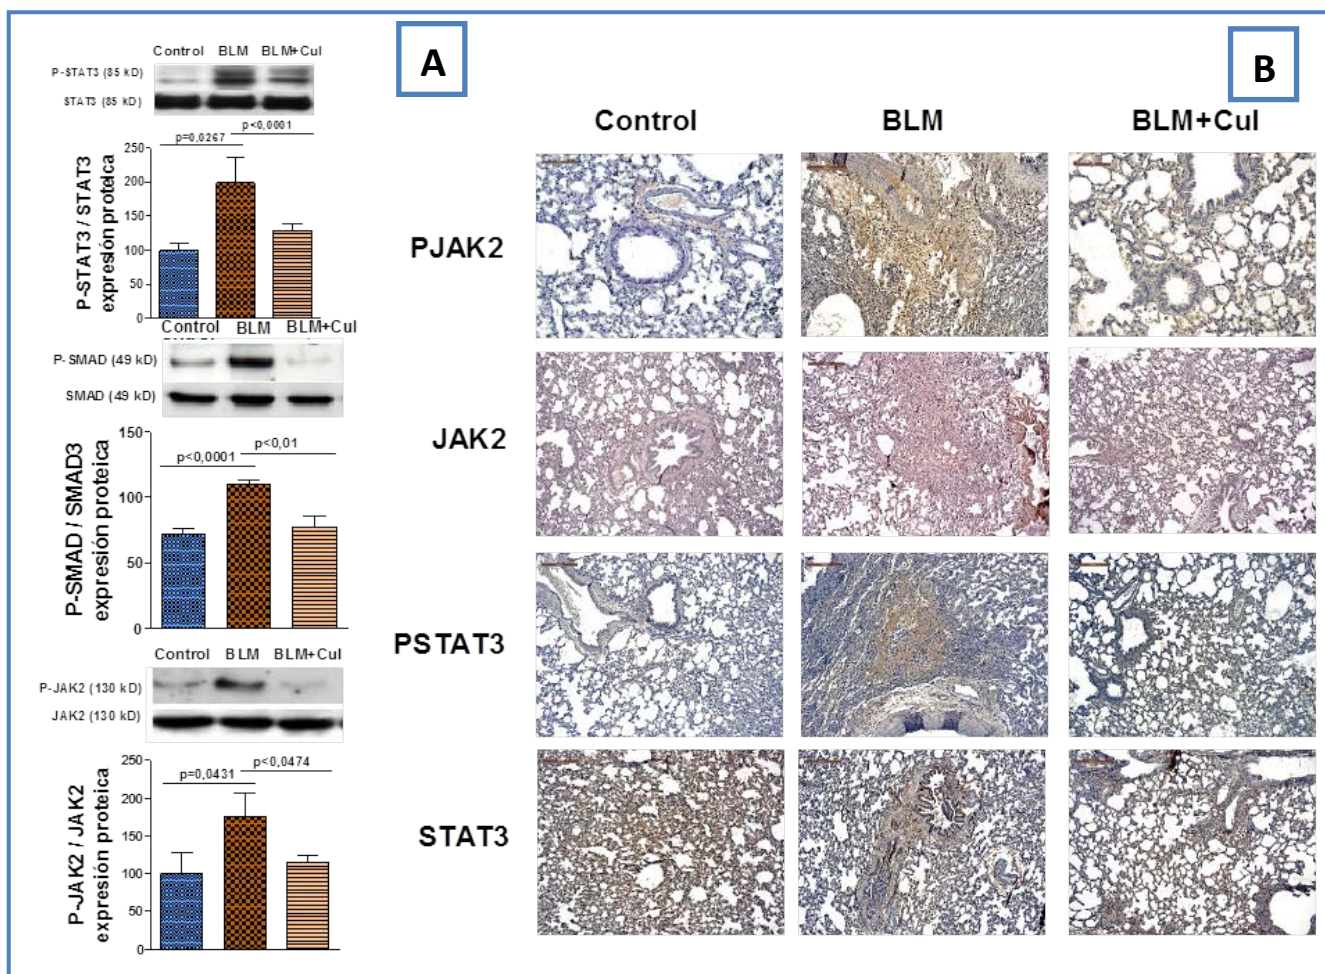 A
B
Control BLM BLM+Cul
P-STAT3 (85 kD)
STAT3 (85 kD)
p<0,0001
p=0,0267
250
200
150
100
50
0
P-STAT3 / STAT3
expresión proteica
Control BLM BLM+Cul
P-SMAD (49 kD)
SMAD (49 kD)
150
100
50
0
p<0,01
p<0,0001
P-SMAD / SMAD3
expresión proteica
Control BLM BLM+Cul
P-JAK2 (130 kD)
JAK2 (130 kD)
250
200
150
100
50
0
p<0,0474
p=0,0431
P-JAK2 / JAK2
expresión proteica
Control BLM BLM+Cul
PJAK2
JAK2
PSTAT3
STAT3